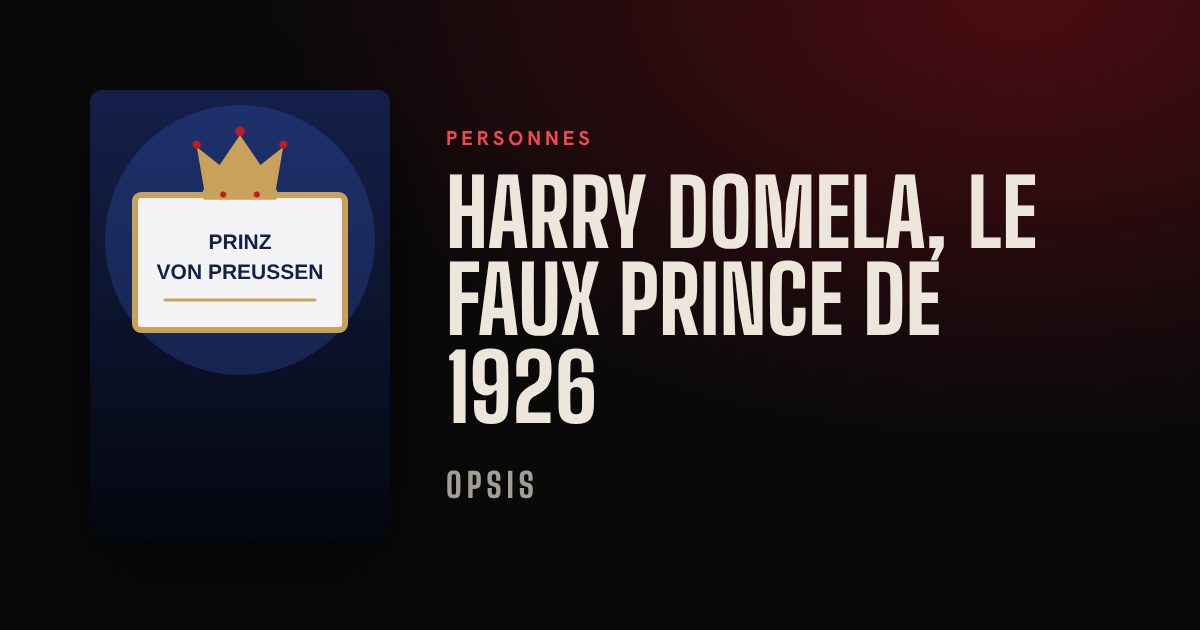 PRINZ
VON PREUSSEN
PERSONNES
HARRY DOMELA, LE
FAUX PRINCE DE
1926
OPSIS